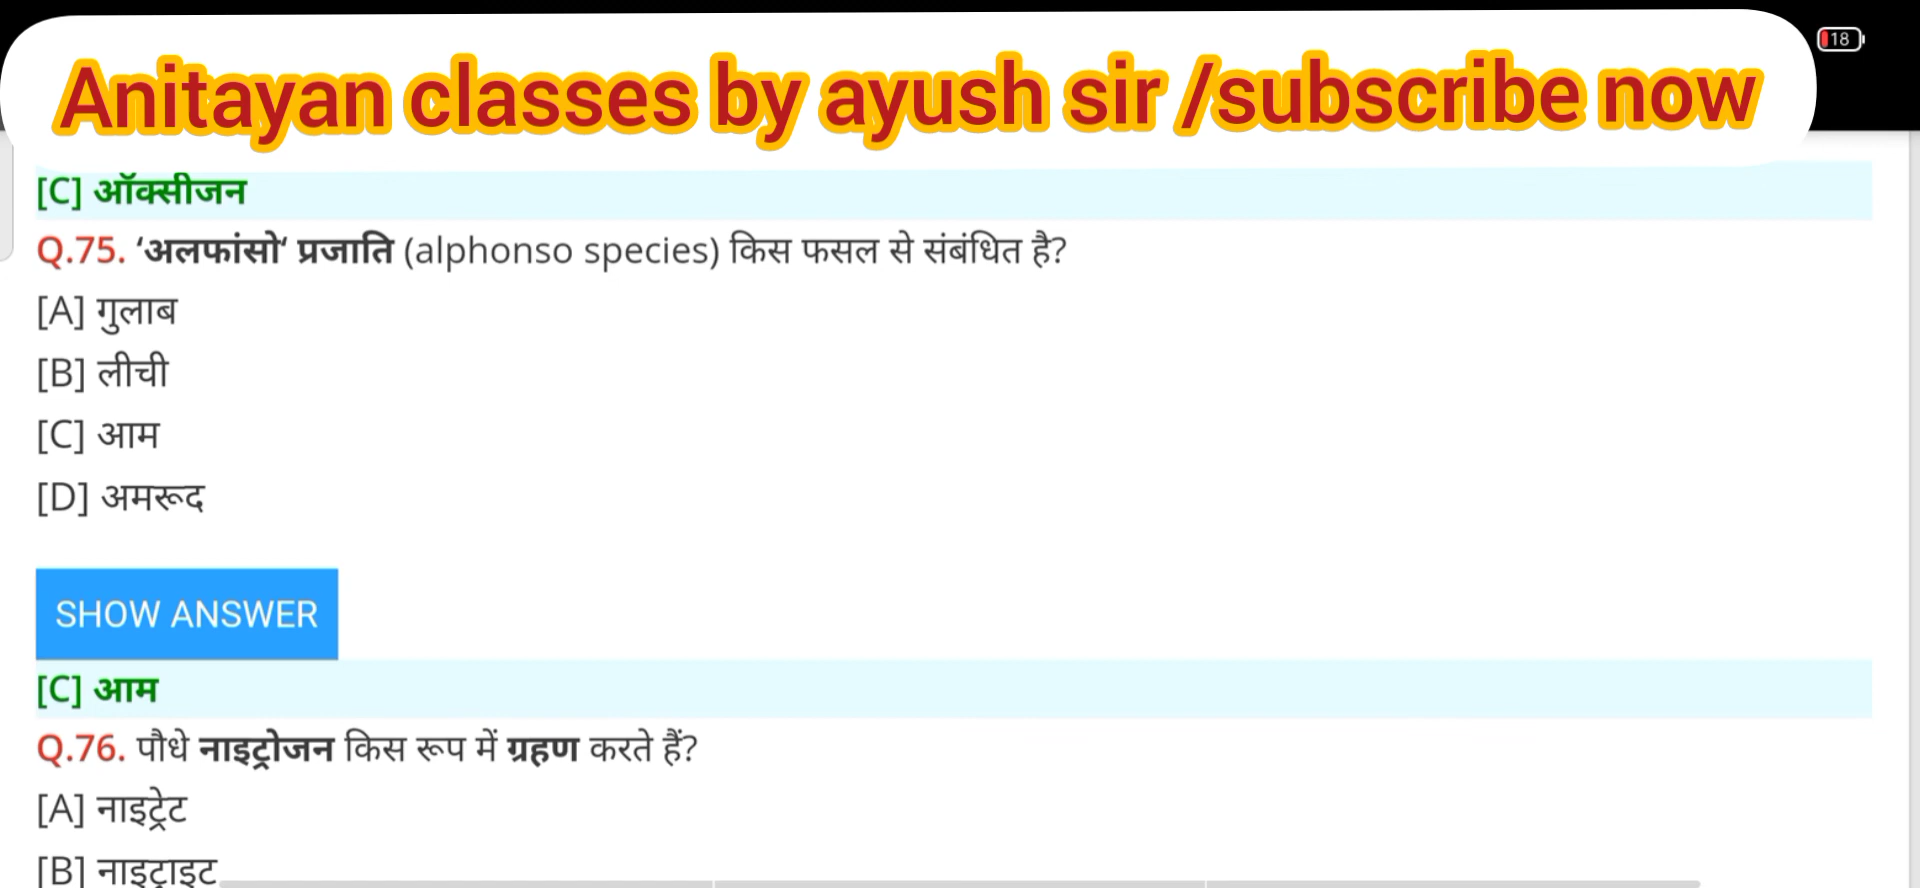 Anitayan classes by ayush sir /subscribe now
18
[C] ऑक्सीजन
Q.75. ‘अलफांसो‘ प्रजाति (alphonso species) किस फसल से संबंधित है?
[A] गुलाब
[B] लीची
[C] आम
[D] अमरूद
SHOW ANSWER
[C] आम
Q.76. पौधे नाइट्रोजन किस रूप में ग्रहण करते हैं?
[A] नाइट्रेट
[B] नाइट्राइट